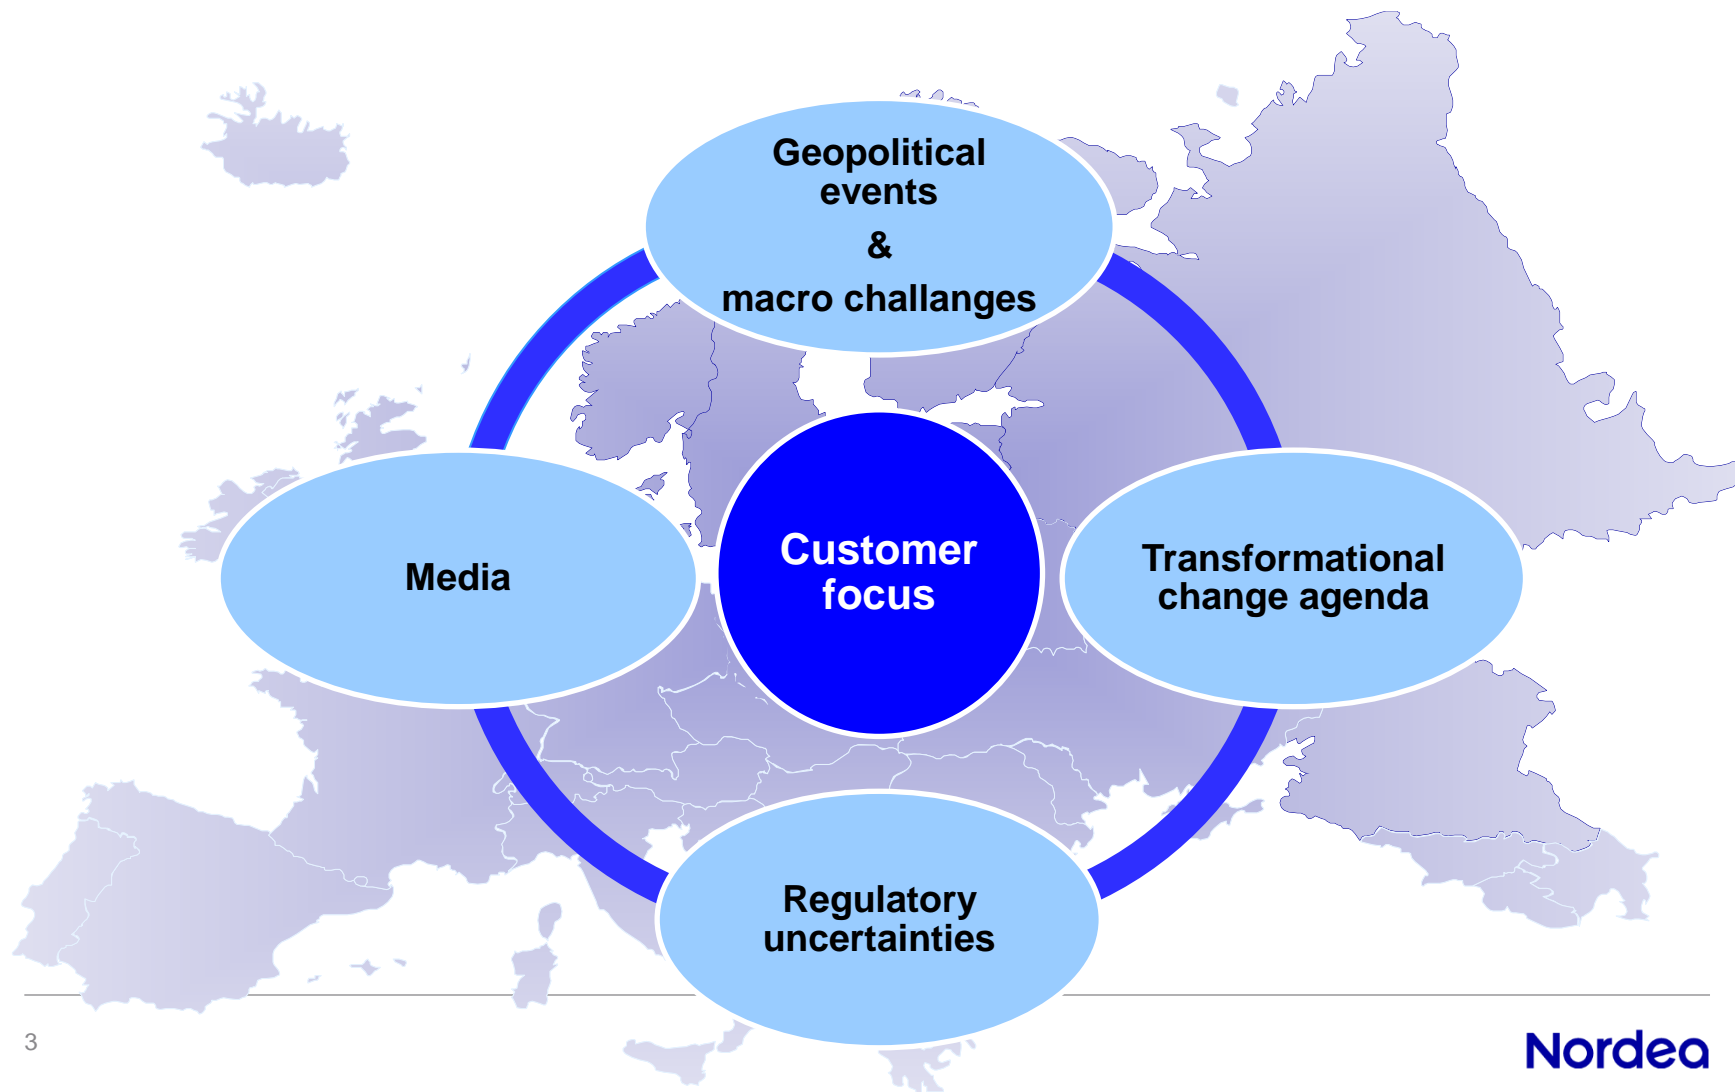 Geopolitical
events
&
macro challanges
Media
Customer
focus
Transformational
change agenda
Regulatory
uncertainties
3
Nordea